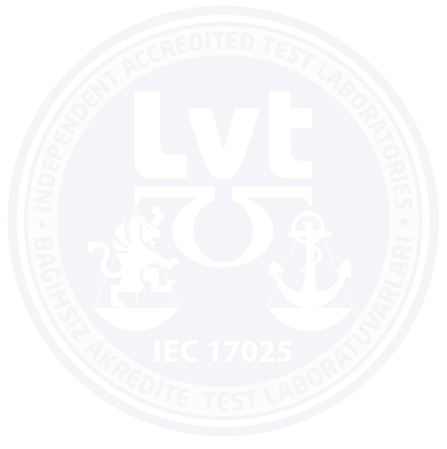 • INDEPENDENT ACCREDITED TEST LABORATORIES •
Lvt
IEC 17025
BAĞIMSIZ AKREDİTE TEST LABORATUVARLARI